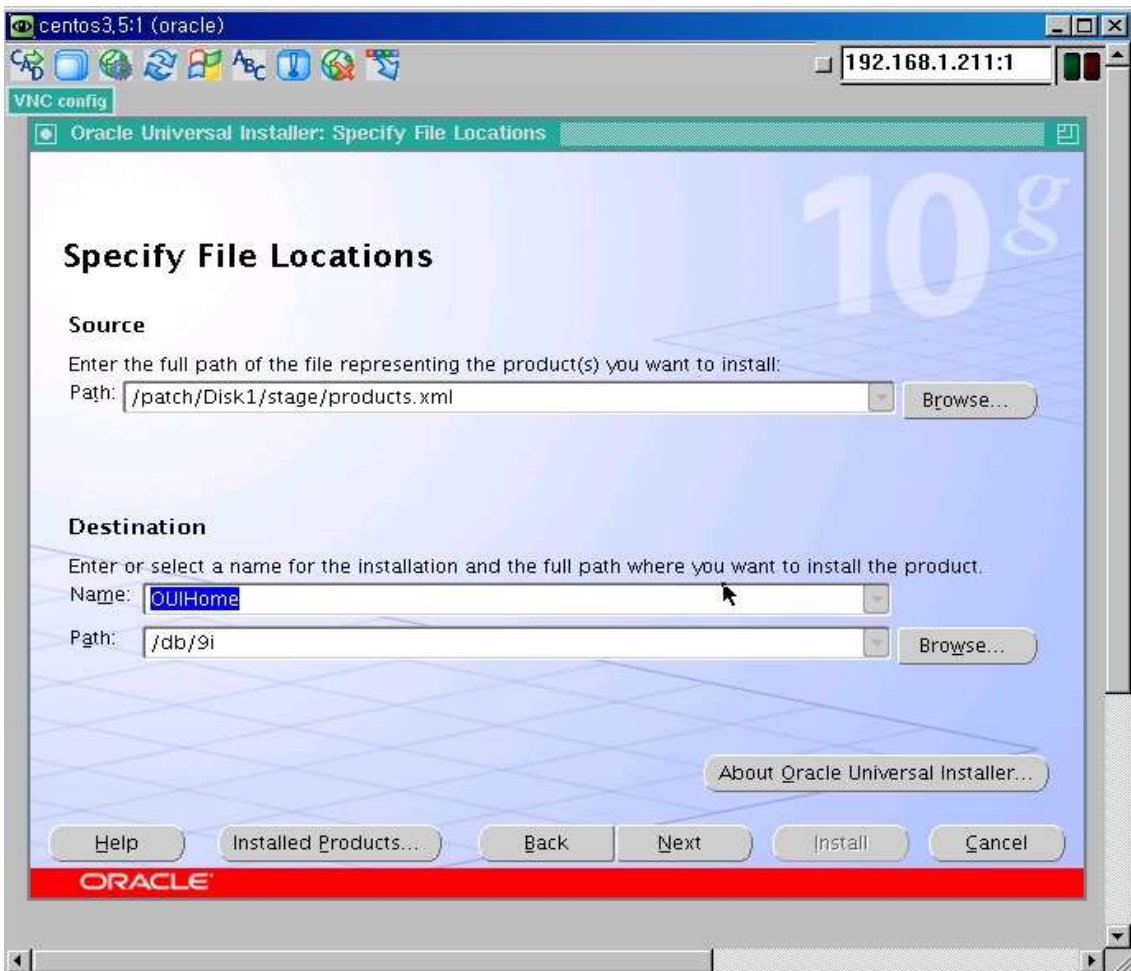 centos3,5:1 (oracle)
CAD
ABC
192.168.1.211:1
VNC config
Oracle Universal Installer: Specify File Locations
10g
Specify File Locations
Source
Enter the full path of the file representing the product(s) you want to install:
Path: /patch/Disk1/stage/products.xml Browse...
Destination
Enter or select a name for the installation and the full path where you want to install the product.
Name: OUIHome
Path: /db/9i Browse...
About Oracle Universal Installer...
Help Installed Products... Back Next Install Cancel
ORACLE